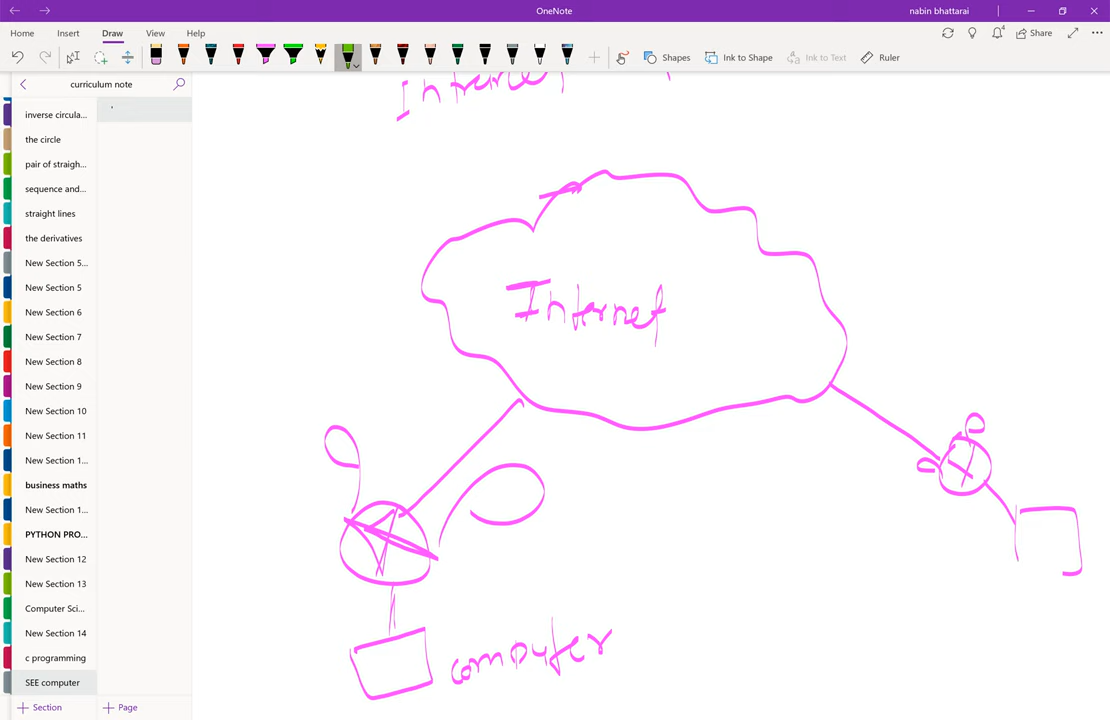 OneNote
nabin bhattarai
Home Insert Draw View Help
Share
Shapes
Ink to Shape
Ink to Text
Ruler
curriculum note
inverse circula...
the circle
pair of straigh...
sequence and...
straight lines
the derivatives
New Section 5...
New Section 5
New Section 6
New Section 7
New Section 8
New Section 9
New Section 10
New Section 11
New Section 1...
business maths
New Section 1...
PYTHON PRO...
New Section 12
New Section 13
Computer Sci...
New Section 14
c programming
SEE computer
+ Section
+ Page
Internet
Internet
computer